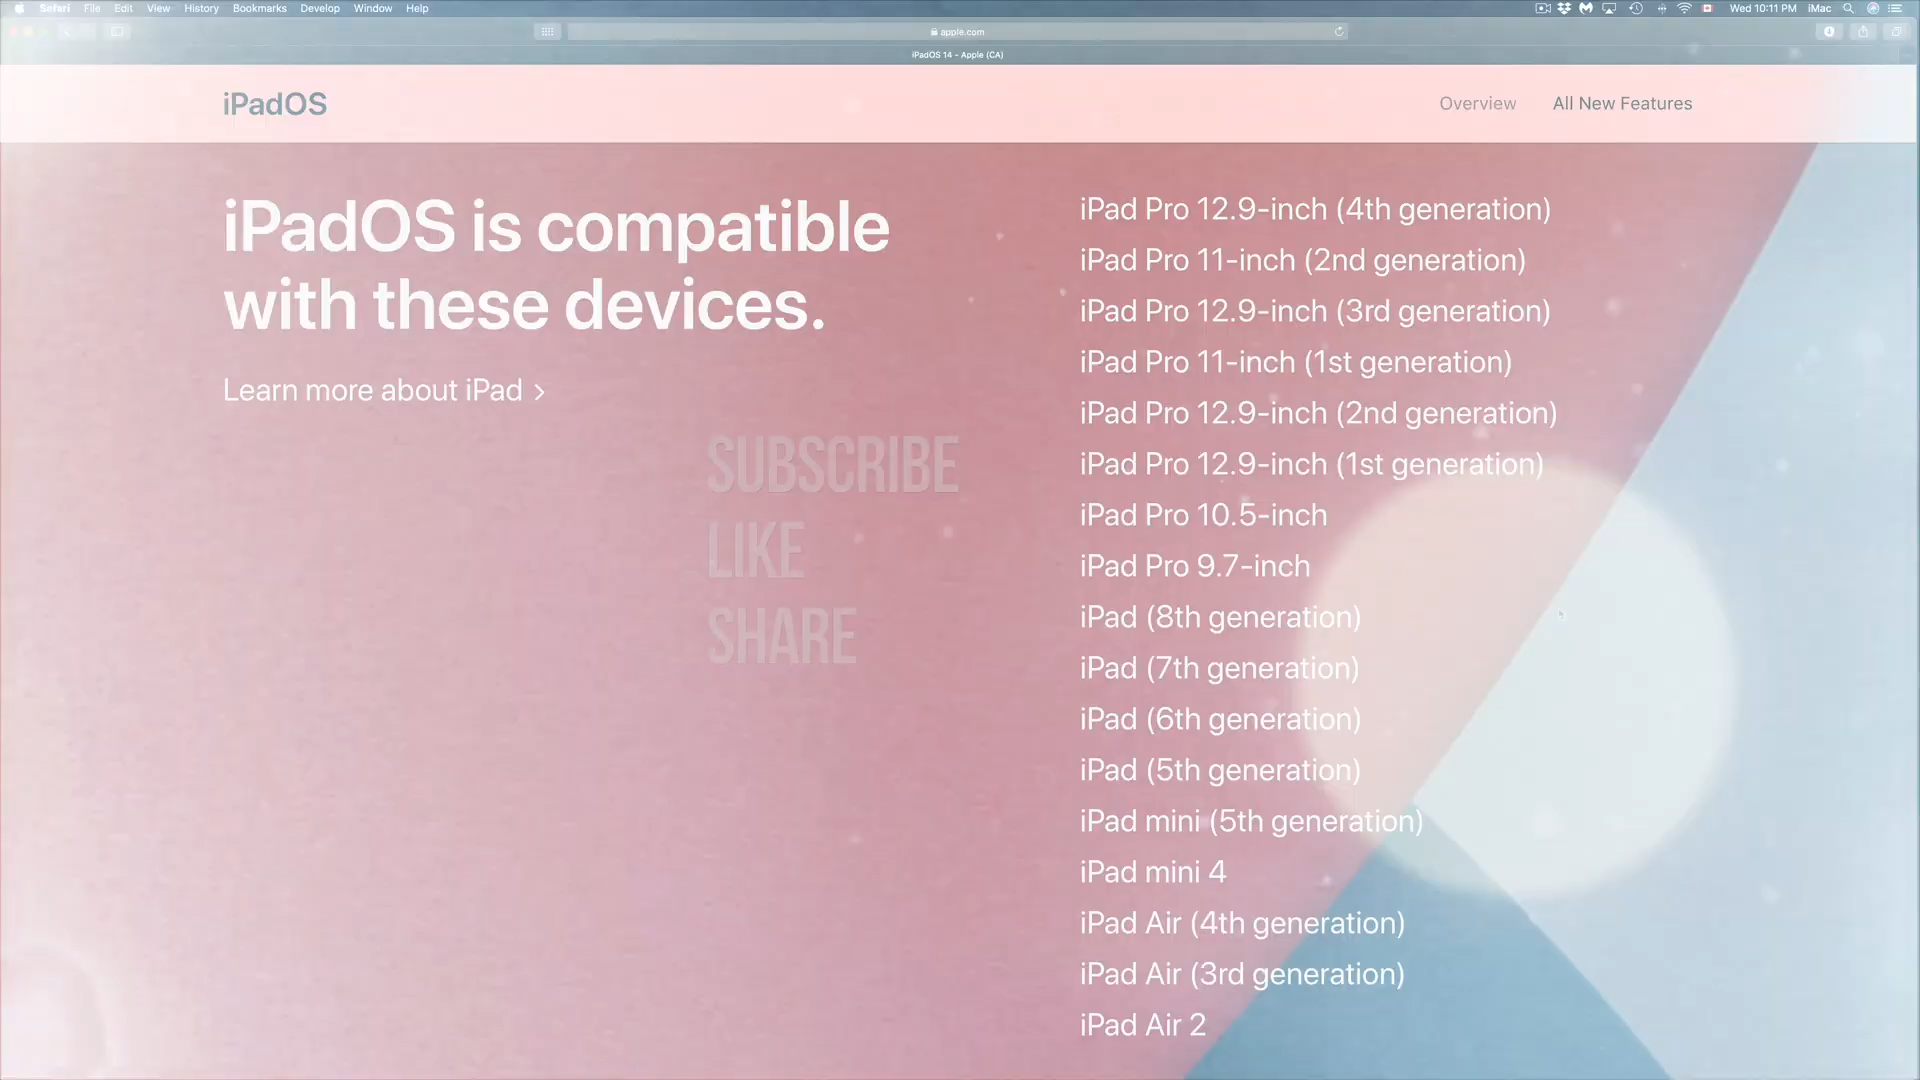 Safari File Edit View History Bookmarks Develop Window Help
Wed 10:11 PM iMac
apple.com
iPadOS 14 - Apple (CA)
iPadOS
Overview
All New Features
iPadOS is compatible
with these devices.
Learn more about iPad >
SUBSCRIBE
LIKE
SHARE
iPad Pro 12.9-inch (4th generation)
iPad Pro 11-inch (2nd generation)
iPad Pro 12.9-inch (3rd generation)
iPad Pro 11-inch (1st generation)
iPad Pro 12.9-inch (2nd generation)
iPad Pro 12.9-inch (1st generation)
iPad Pro 10.5-inch
iPad Pro 9.7-inch
iPad (8th generation)
iPad (7th generation)
iPad (6th generation)
iPad (5th generation)
iPad mini (5th generation)
iPad mini 4
iPad Air (4th generation)
iPad Air (3rd generation)
iPad Air 2